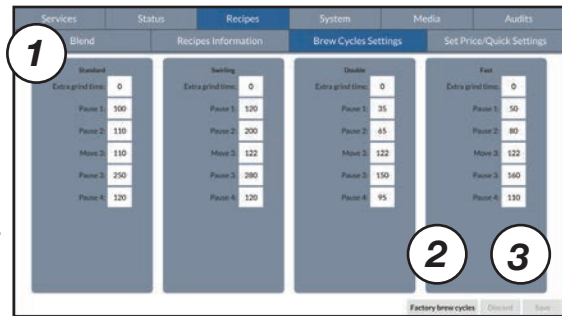 Services Status Recipes System Media Audits
1 Blend Recipes Information Brew Cycles Settings Set Price/Quick Settings
Standard Swirling Double Fast
Extra grind time: 0 Extra grind time: 0 Extra grind time: 0 Extra grind time: 0
Pause 1: 100 Pause 1: 120 Pause 1: 35 Pause 1: 50
Pause 2: 110 Pause 2: 200 Pause 2: 65 Pause 2: 80
Move 3: 110 Move 3: 122 Move 3: 122 Move 3: 122
Pause 3: 250 Pause 3: 280 Pause 3: 150 Pause 3: 160
Pause 4: 120 Pause 4: 120 Pause 4: 95 Pause 4: 110
2 3
Factory brew cycles Discard Save